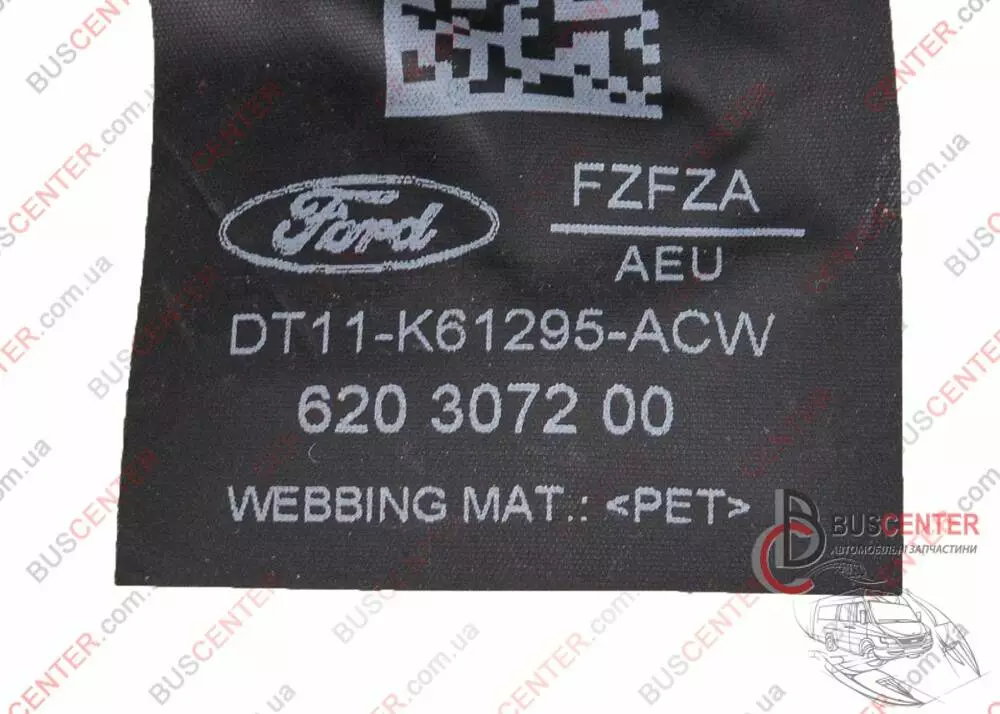 Ford
FZFZA
AEU
DT11-K61295-ACW
620 3072 00
WEBBING MAT.: <PET>
BUSCENTER
АВТОМОБІЛЬНІ ЗАПЧАСТИНИ
BUSCENTER.com.ua